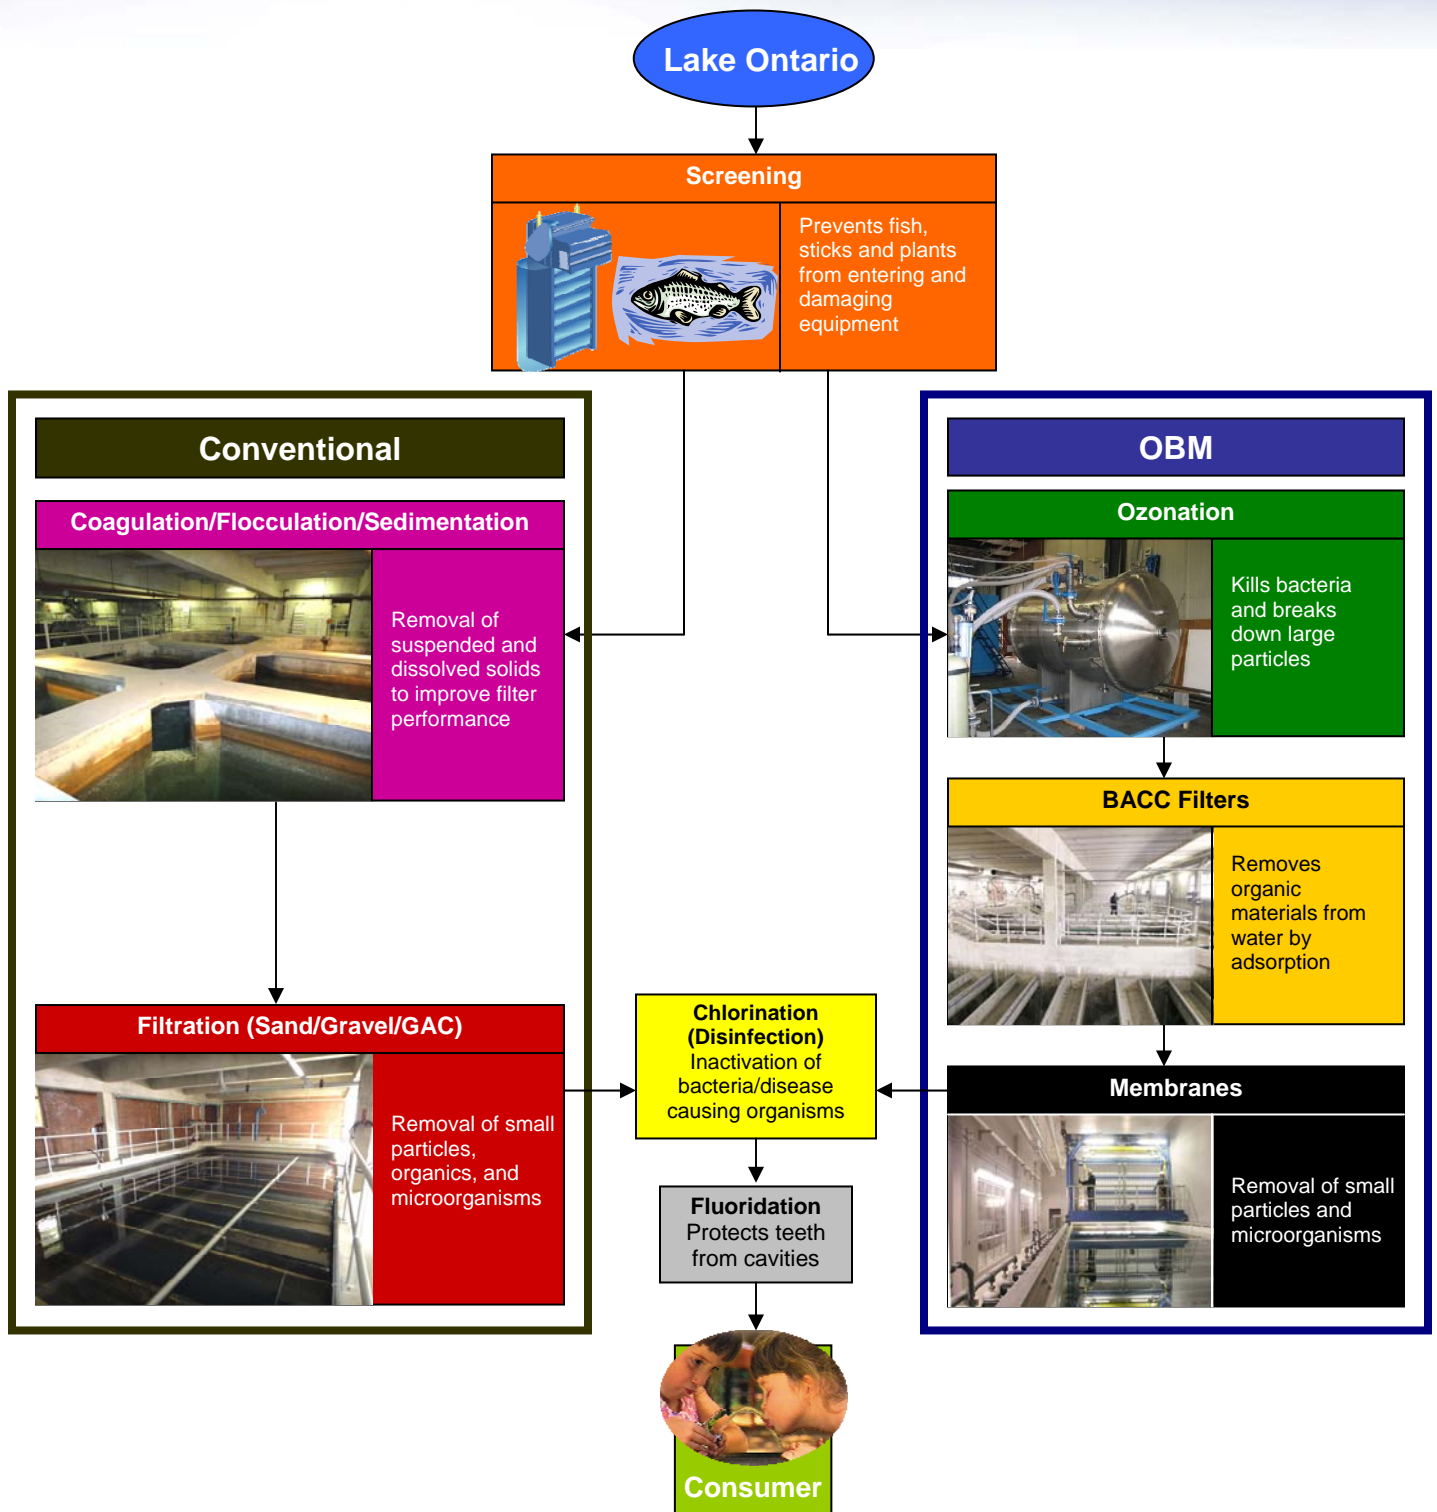 Lake Ontario
Screening
Prevents fish,
sticks and plants
from entering and
damaging
equipment
Conventional
Coagulation/Flocculation/Sedimentation
Removal of
suspended and
dissolved solids
to improve filter
performance
Filtration (Sand/Gravel/GAC)
Removal of small
particles,
organics, and
microorganisms
OBM
Ozonation
Kills bacteria
and breaks
down large
particles
BACC Filters
Removes
organic
materials from
water by
adsorption
Membranes
Removal of small
particles and
microorganisms
Chlorination
(Disinfection)
Inactivation of
bacteria/disease
causing organisms
Fluoridation
Protects teeth
from cavities
Consumer